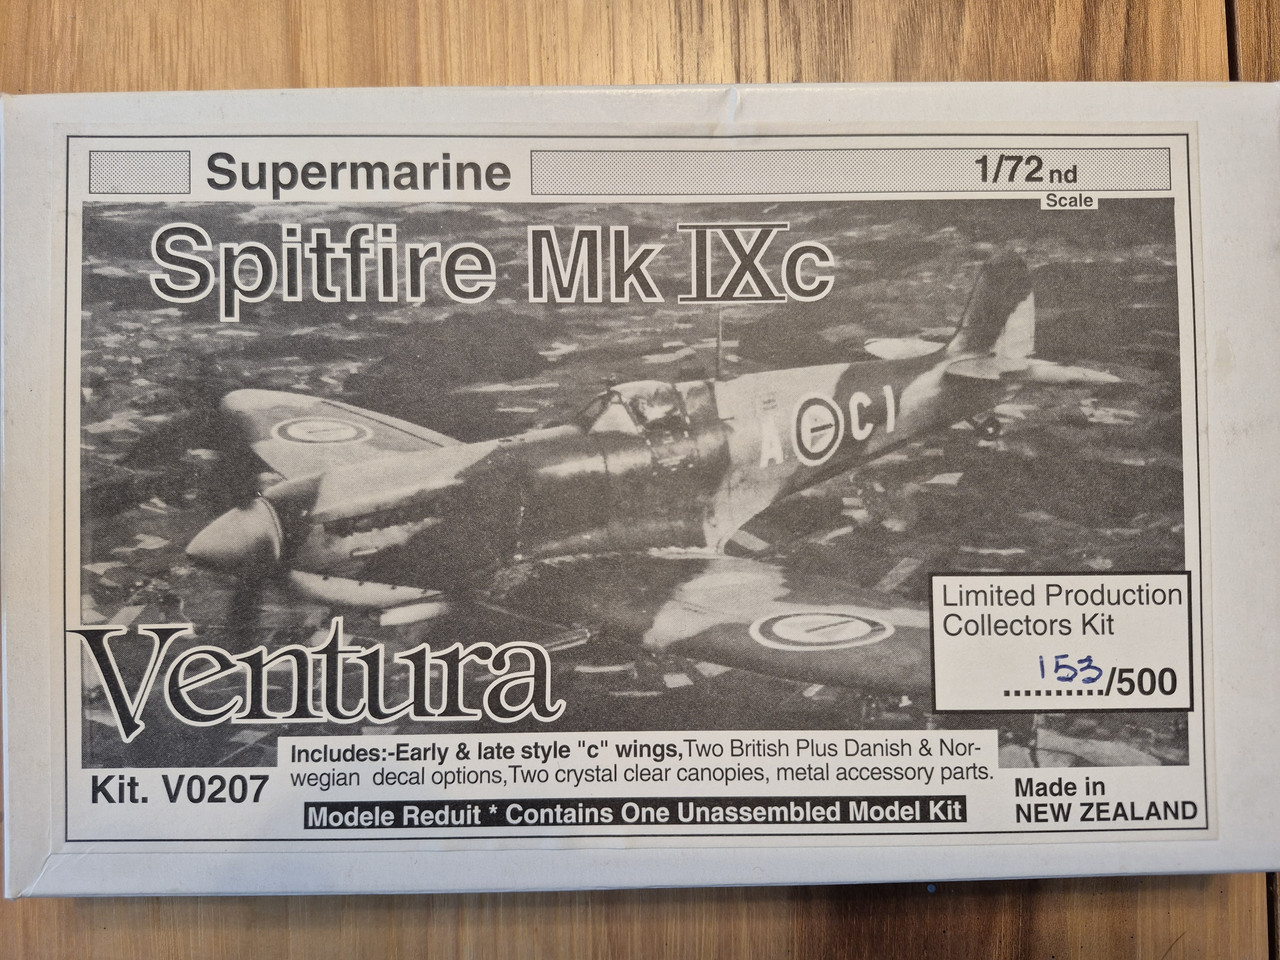 Supermarine
1/72nd
Scale
Spitfire Mk IXc
A C1
Ventura
Limited Production
Collectors Kit
153/500
Includes:-Early & late style "c" wings,Two British Plus Danish & Nor-
wegian decal options,Two crystal clear canopies, metal accessory parts.
Kit. V0207
Modele Reduit * Contains One Unassembled Model Kit
Made in
NEW ZEALAND